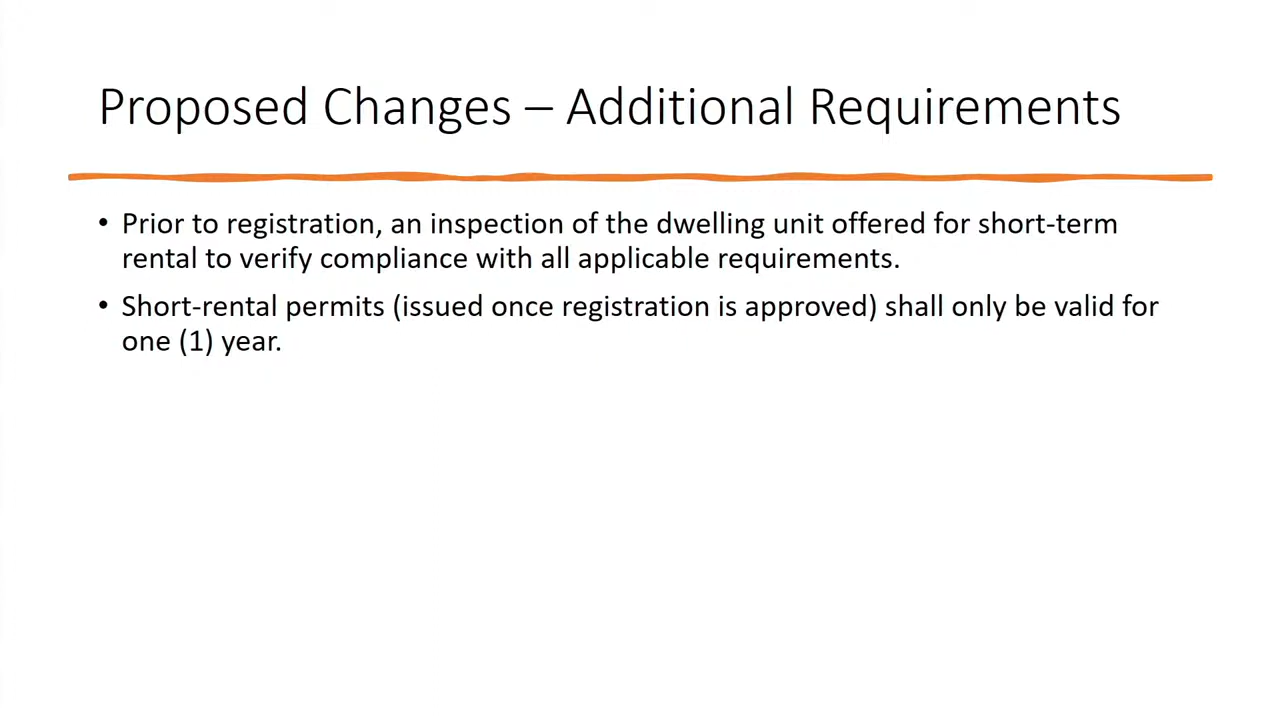 Proposed Changes – Additional Requirements
• Prior to registration, an inspection of the dwelling unit offered for short-term
rental to verify compliance with all applicable requirements.
• Short-rental permits (issued once registration is approved) shall only be valid for
one (1) year.